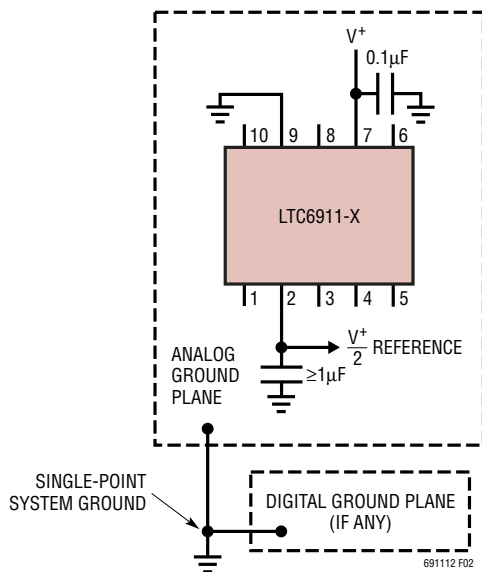 V+
0.1µF
10 9 8 7 6
LTC6911-X
1 2 3 4 5
V+
2
REFERENCE
≥1µF
ANALOG
GROUND
PLANE
SINGLE-POINT
SYSTEM GROUND
DIGITAL GROUND PLANE
(IF ANY)
691112 F02